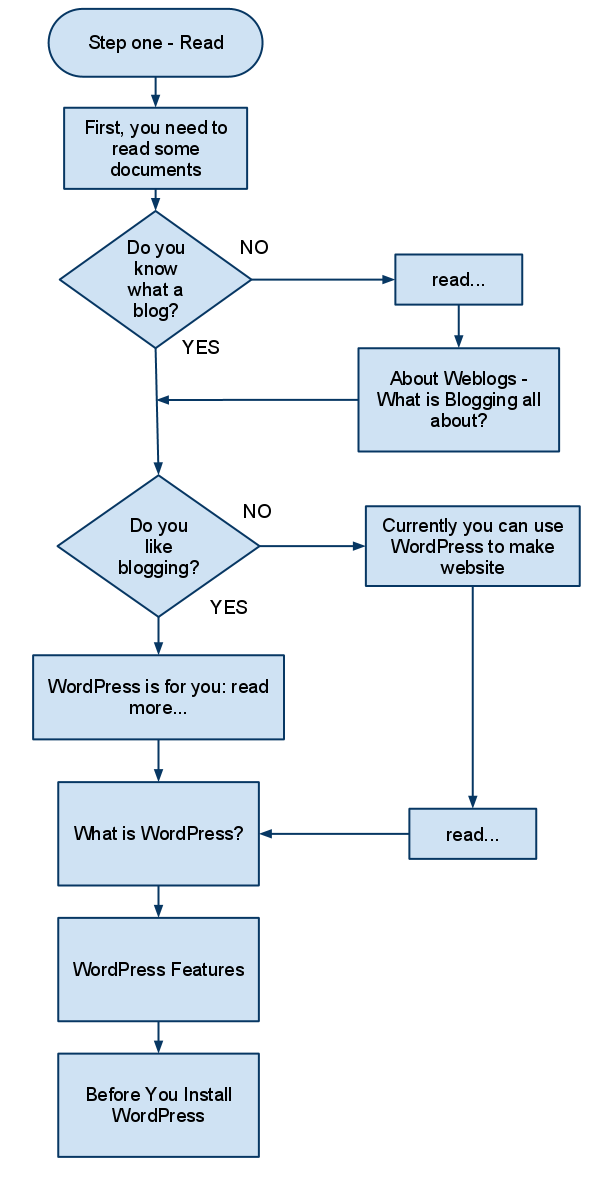 Step one - Read
First, you need to
read some
documents
Do you
know
what a
blog?
NO
read...
YES
About Weblogs -
What is Blogging all
about?
Do you
like
blogging?
NO
Currently you can use
WordPress to make
website
YES
WordPress is for you: read
more...
What is WordPress?
read...
WordPress Features
Before You Install
WordPress